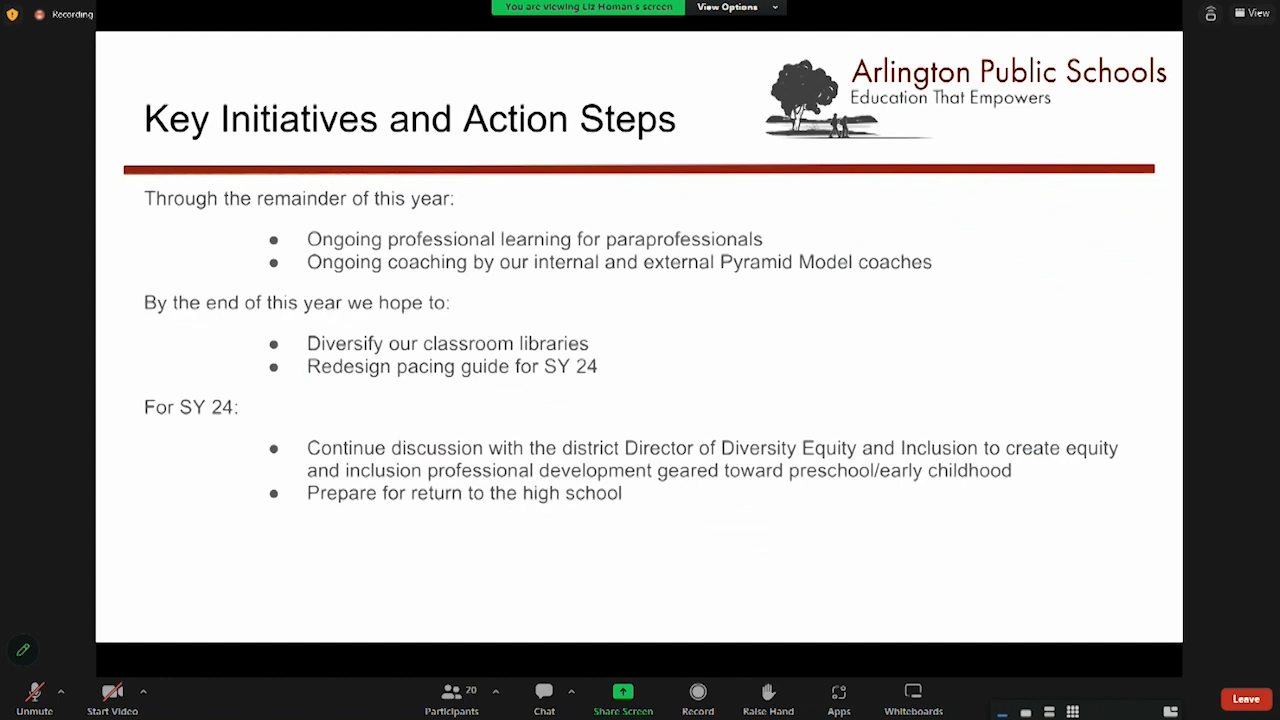 Recording
You are viewing Liz Homan's screen
View Options
View
Arlington Public Schools
Education That Empowers
Key Initiatives and Action Steps
Through the remainder of this year:
● Ongoing professional learning for paraprofessionals
● Ongoing coaching by our internal and external Pyramid Model coaches
By the end of this year we hope to:
● Diversify our classroom libraries
● Redesign pacing guide for SY 24
For SY 24:
● Continue discussion with the district Director of Diversity Equity and Inclusion to create equity
and inclusion professional development geared toward preschool/early childhood
● Prepare for return to the high school
Unmute
Start Video
20
Participants
Chat
Share Screen
Record
Raise Hand
Apps
Whiteboards
Leave